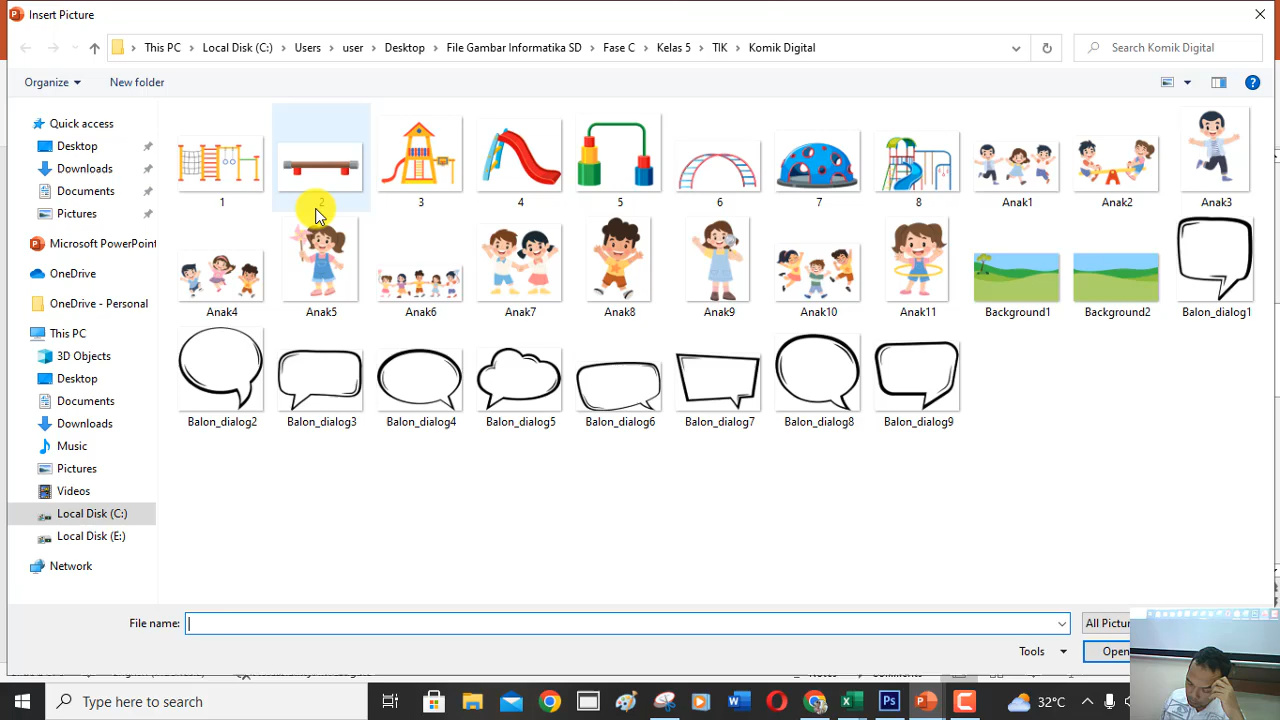 Insert Picture
This PC > Local Disk (C:) > Users > user > Desktop > File Gambar Informatika SD > Fase C > Kelas 5 > TIK > Komik Digital
Search Komik Digital
Organize
New folder
Quick access
Desktop
Downloads
Documents
Pictures
Microsoft PowerPoint
OneDrive
OneDrive - Personal
This PC
3D Objects
Desktop
Documents
Downloads
Music
Pictures
Videos
Local Disk (C:)
Local Disk (E:)
Network
1 2 3 4 5 6 7 8 Anak1 Anak2 Anak3
Anak4 Anak5 Anak6 Anak7 Anak8 Anak9 Anak10 Anak11 Background1 Background2 Balon_dialog1
Balon_dialog2 Balon_dialog3 Balon_dialog4 Balon_dialog5 Balon_dialog6 Balon_dialog7 Balon_dialog8 Balon_dialog9
File name:
All Pictur
Tools
Open
Type here to search
32°C